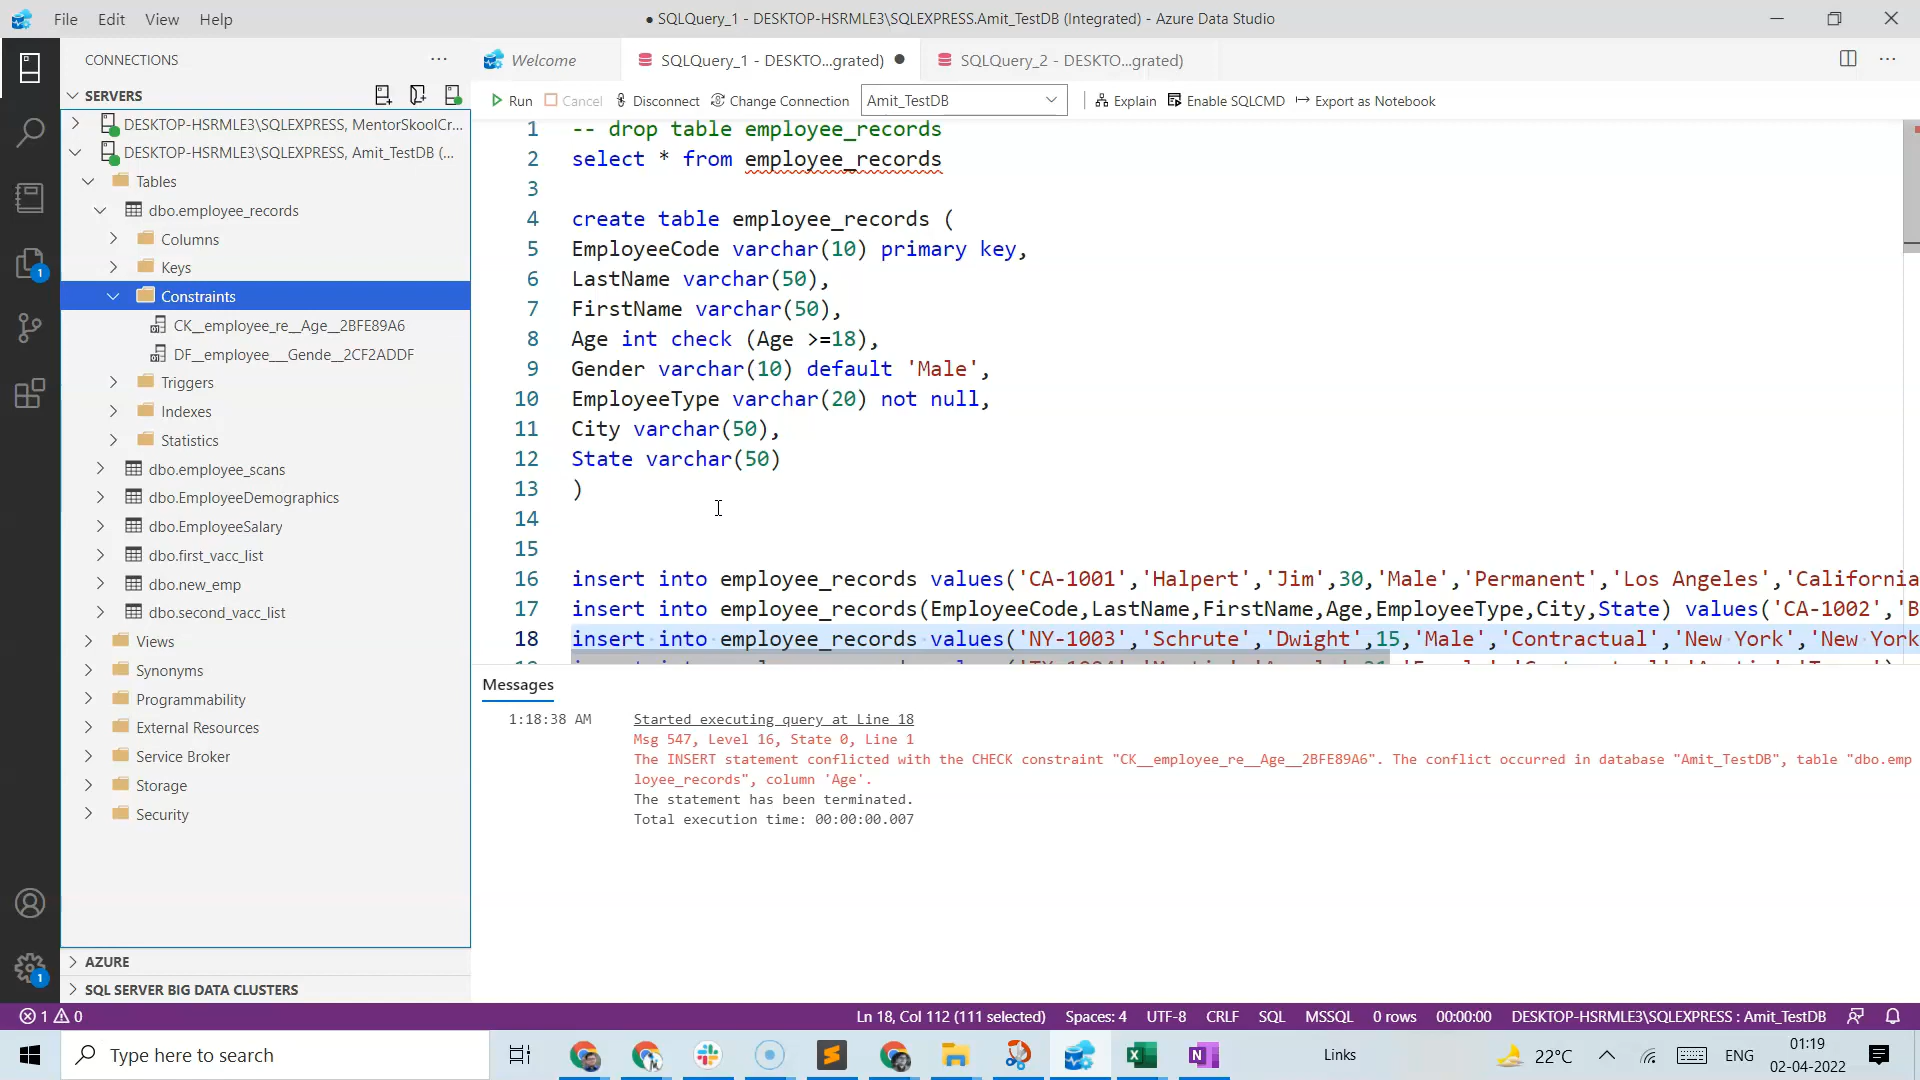 File Edit View Help
● SQLQuery_1 - DESKTOP-HSRMLE3\SQLEXPRESS.Amit_TestDB (Integrated) - Azure Data Studio
CONNECTIONS
Welcome
SQLQuery_1 - DESKTO...grated) ●
SQLQuery_2 - DESKTO...grated)
SERVERS
Run Cancel Disconnect Change Connection Amit_TestDB Explain Enable SQLCMD Export as Notebook
DESKTOP-HSRMLE3\SQLEXPRESS, MentorSkoolCr...
DESKTOP-HSRMLE3\SQLEXPRESS, Amit_TestDB (...
Tables
dbo.employee_records
Columns
Keys
Constraints
CK__employee_re__Age__2BFE89A6
DF__employee___Gende__2CF2ADDF
Triggers
Indexes
Statistics
dbo.employee_scans
dbo.EmployeeDemographics
dbo.EmployeeSalary
dbo.first_vacc_list
dbo.new_emp
dbo.second_vacc_list
Views
Synonyms
Programmability
External Resources
Service Broker
Storage
Security
AZURE
SQL SERVER BIG DATA CLUSTERS
1
1
1 -- drop table employee_records
2 select * from employee_records
3
4 create table employee_records (
5 EmployeeCode varchar(10) primary key,
6 LastName varchar(50),
7 FirstName varchar(50),
8 Age int check (Age >=18),
9 Gender varchar(10) default 'Male',
10 EmployeeType varchar(20) not null,
11 City varchar(50),
12 State varchar(50)
13 )
14
15
16 insert into employee_records values('CA-1001','Halpert','Jim',30,'Male','Permanent','Los Angeles','California
17 insert into employee_records(EmployeeCode,LastName,FirstName,Age,EmployeeType,City,State) values('CA-1002','B
18 insert into employee_records values('NY-1003','Schrute','Dwight',15,'Male','Contractual','New York','New York
Messages
1:18:38 AM Started executing query at Line 18
Msg 547, Level 16, State 0, Line 1
The INSERT statement conflicted with the CHECK constraint "CK__employee_re__Age__2BFE89A6". The conflict occurred in database "Amit_TestDB", table "dbo.emp
loyee_records", column 'Age'.
The statement has been terminated.
Total execution time: 00:00:00.007
1 0
Ln 18, Col 112 (111 selected) Spaces: 4 UTF-8 CRLF SQL MSSQL 0 rows 00:00:00 DESKTOP-HSRMLE3\SQLEXPRESS : Amit_TestDB
Type here to search
Links
22°C
ENG
01:19
02-04-2022